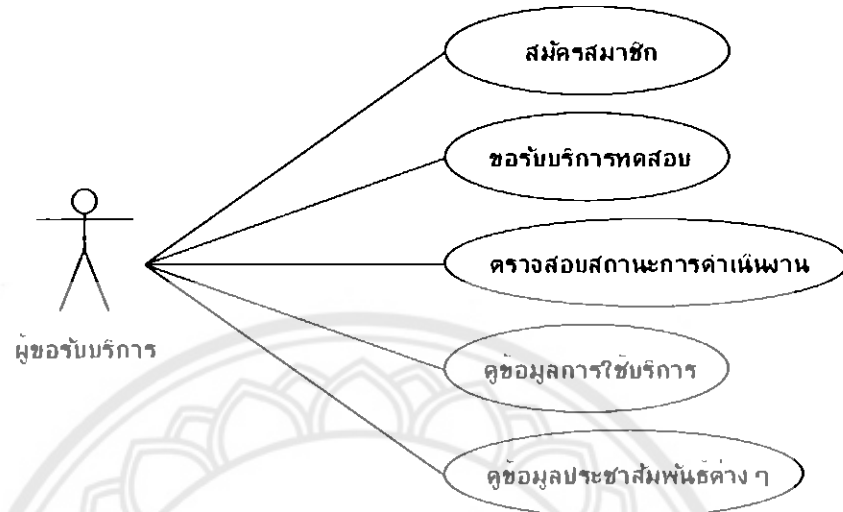 สมัครสมาชิก
ขอรับบริการทดสอบ
ตรวจสอบสถานะการดำเนินงาน
ผู้ขอรับบริการ
ดูข้อมูลการใช้บริการ
ดูข้อมูลประชาสัมพันธ์ต่าง ๆ